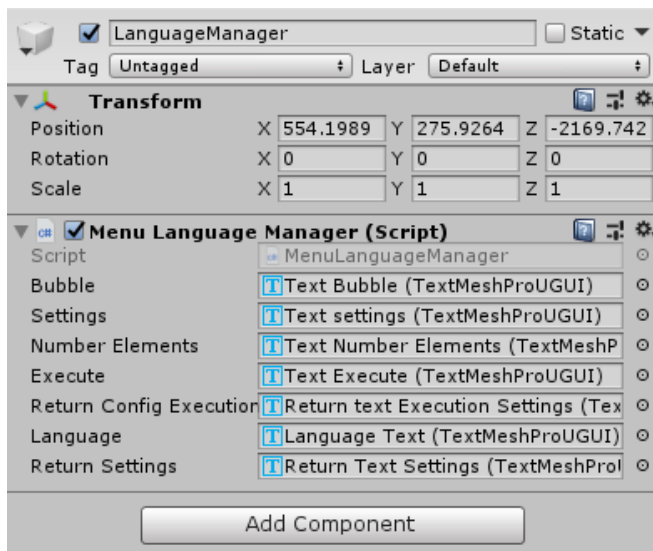 LanguageManager Static
Tag Untagged Layer Default
Transform
Position X 554.1989 Y 275.9264 Z -2169.742
Rotation X 0 Y 0 Z 0
Scale X 1 Y 1 Z 1
c# Menu Language Manager (Script)
Script MenuLanguageManager
Bubble Text Bubble (TextMeshProUGUI)
Settings Text settings (TextMeshProUGUI)
Number Elements Text Number Elements (TextMeshP
Execute Text Execute (TextMeshProUGUI)
Return Config Execution Return text Execution Settings (Tex
Language Language Text (TextMeshProUGUI)
Return Settings Return Text Settings (TextMeshProU
Add Component